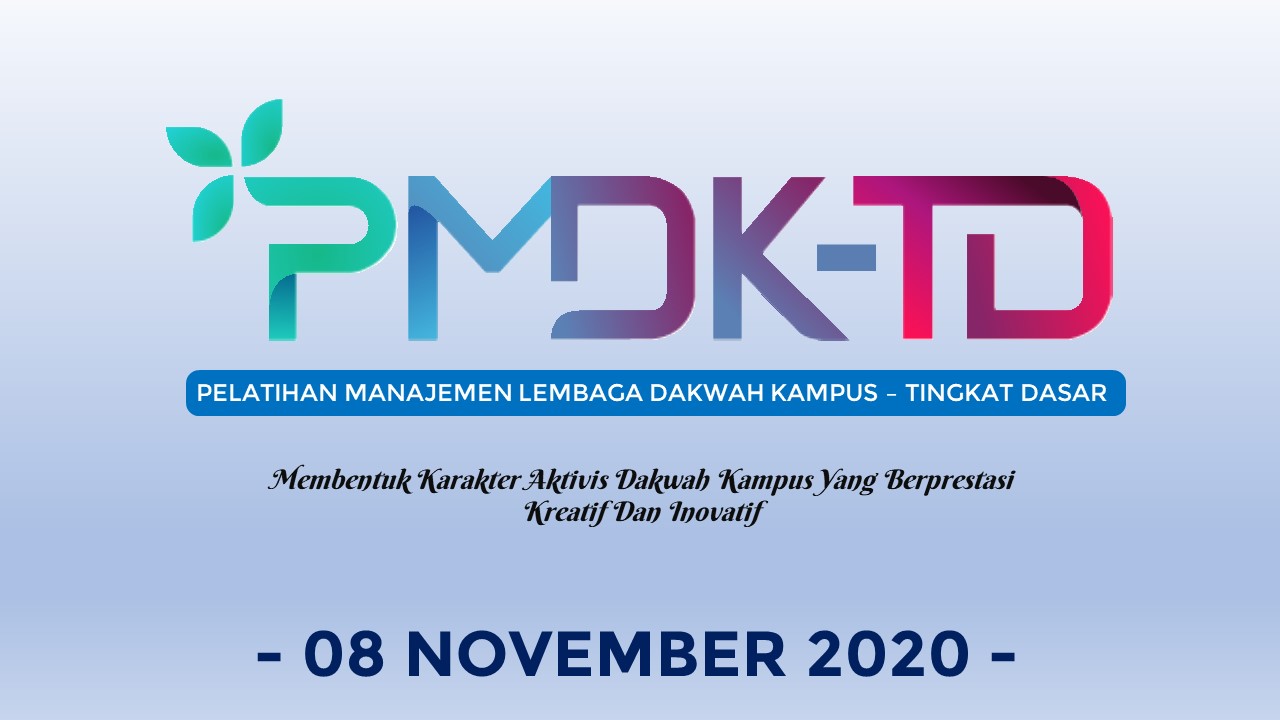 PMDK-TD
PELATIHAN MANAJEMEN LEMBAGA DAKWAH KAMPUS – TINGKAT DASAR
Membentuk Karakter Aktivis Dakwah Kampus Yang Berprestasi
Kreatif Dan Inovatif
- 08 NOVEMBER 2020 -